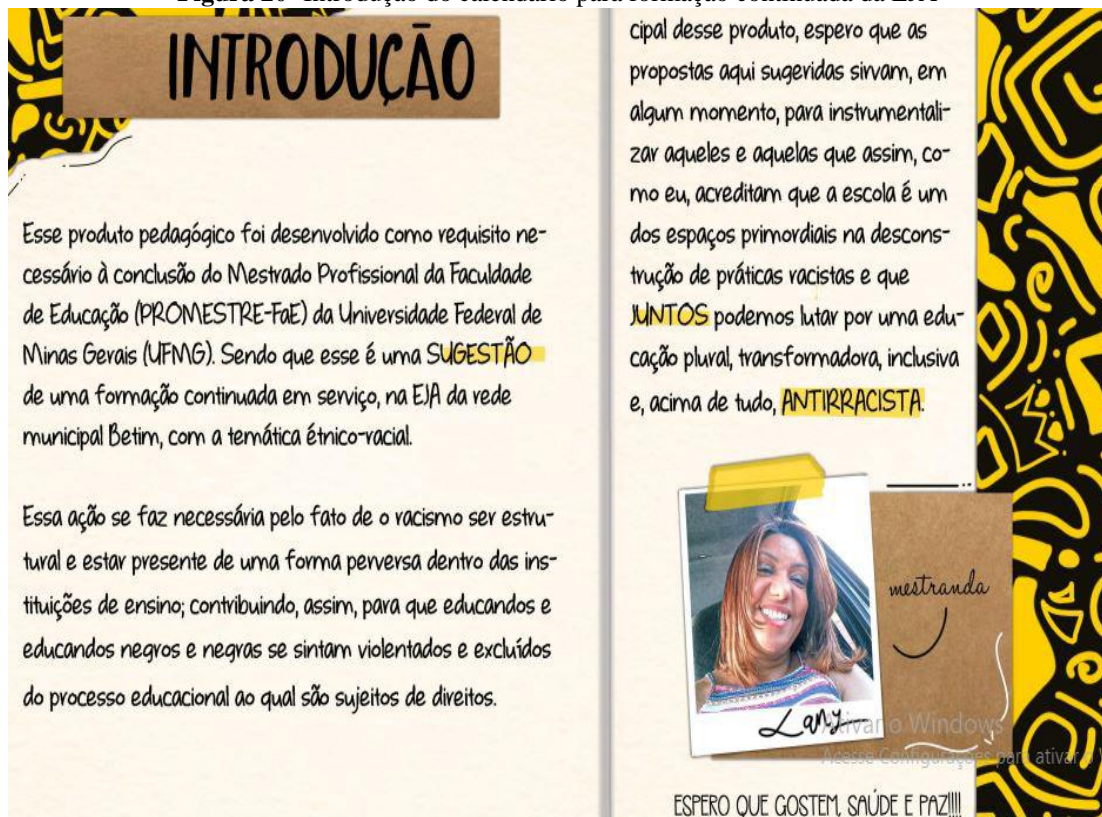 INTRODUÇÃO
Esse produto pedagógico foi desenvolvido como requisito ne-
cessário à conclusão do Mestrado Profissional da Faculdade
de Educação (PROMESTRE-FaE) da Universidade Federal de
Minas Gerais (UFMG). Sendo que esse é uma SUGESTÃO
de uma formação continuada em serviço, na EJA da rede
municipal Betim, com a temática étnico-racial.
Essa ação se faz necessária pelo fato de o racismo ser estru-
tural e estar presente de uma forma perversa dentro das ins-
tituições de ensino; contribuindo, assim, para que educandos e
educandos negros e negras se sintam violentados e excluídos
do processo educacional ao qual são sujeitos de direitos.
cipal desse produto, espero que as
propostas aqui sugeridas sirvam, em
algum momento, para instrumentali-
zar aqueles e aquelas que assim, co-
mo eu, acreditam que a escola é um
dos espaços primordiais na descons-
trução de práticas racistas e que
JUNTOS podemos lutar por uma edu-
cação plural, transformadora, inclusiva
e, acima de tudo, ANTIRRACISTA.
mestranda
Lany
Ativar o Windows
Acesse Configurações para ativar o
ESPERO QUE GOSTEM, SAÚDE E PAZ!!!!